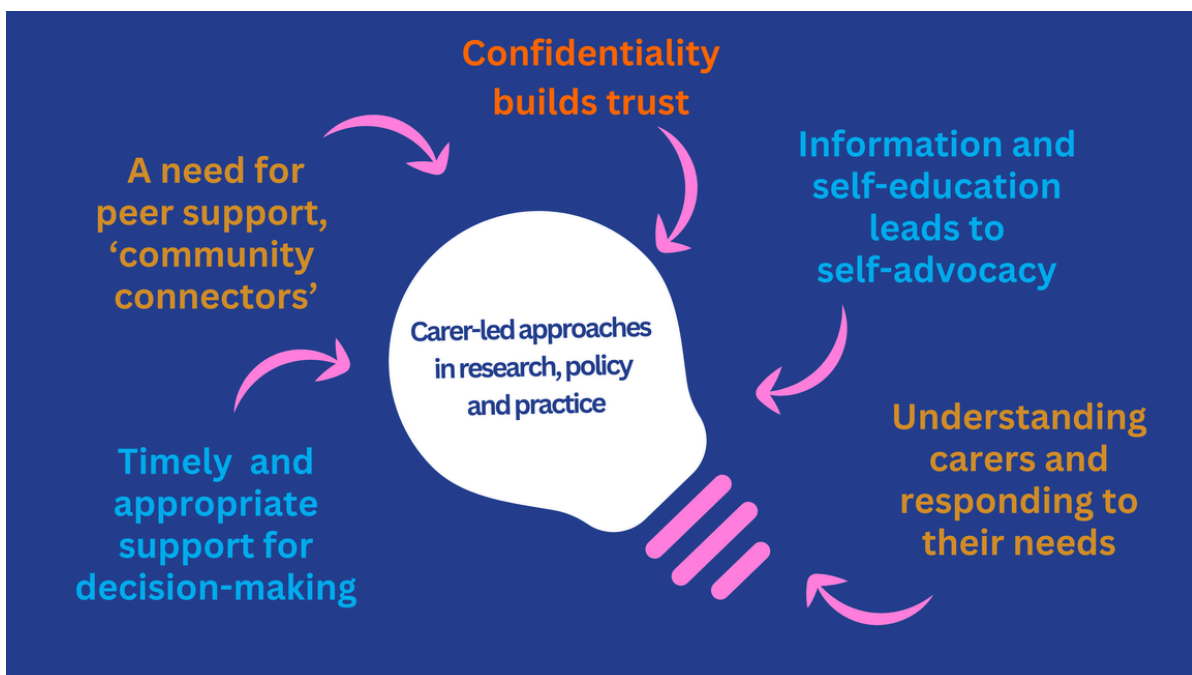 Confidentiality
builds trust
A need for
peer support,
‘community
connectors’
Information and
self-education
leads to
self-advocacy
Carer-led approaches
in research, policy
and practice
Timely and
appropriate
support for
decision-making
Understanding
carers and
responding to
their needs